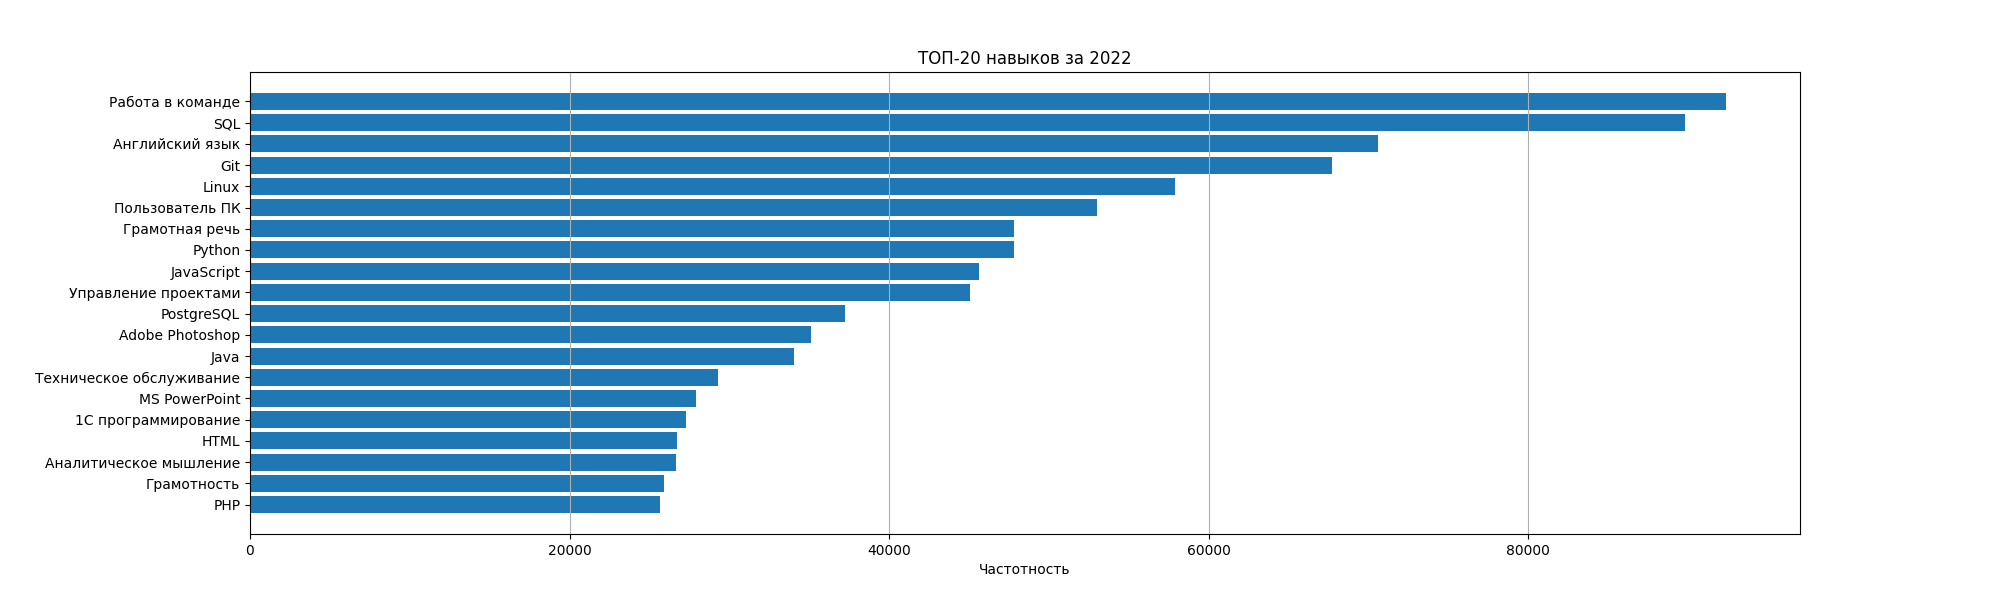 ТОП-20 навыков за 2022
Работа в команде
SQL
Английский язык
Git
Linux
Пользователь ПК
Грамотная речь
Python
JavaScript
Управление проектами
PostgreSQL
Adobe Photoshop
Java
Техническое обслуживание
MS PowerPoint
1С программирование
HTML
Аналитическое мышление
Грамотность
PHP
0 20000 40000 60000 80000
Частотность